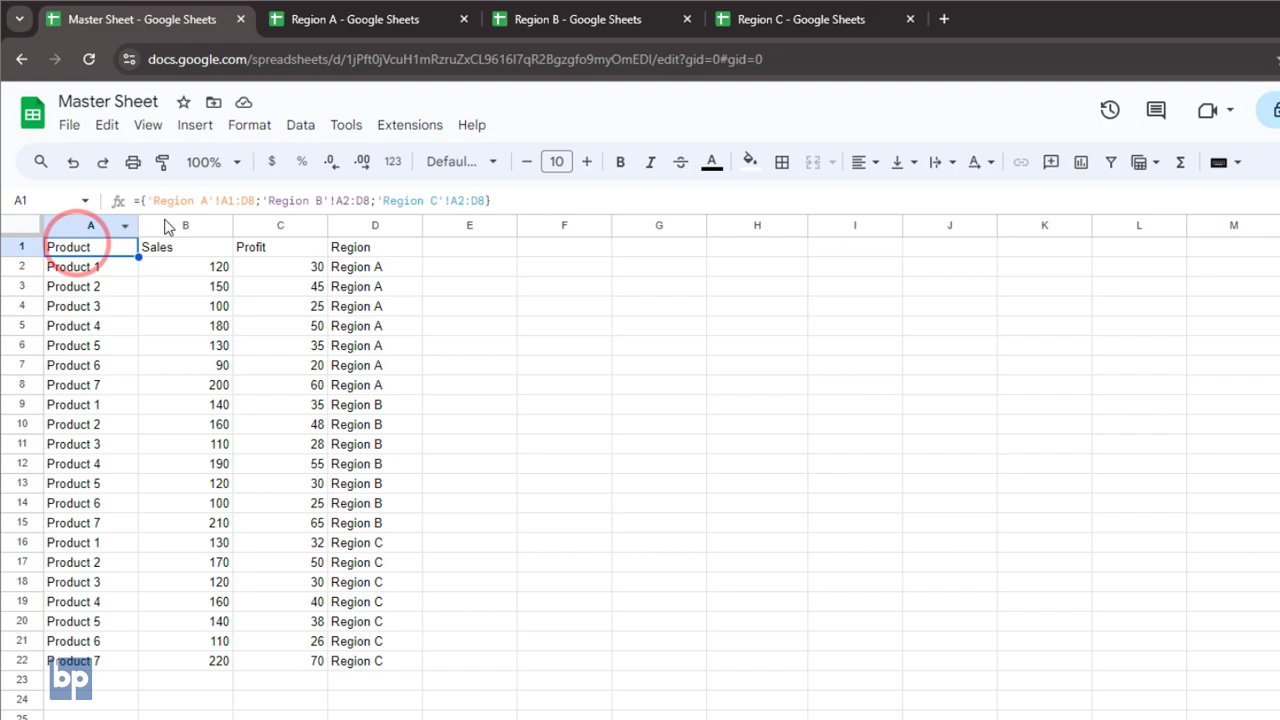 Master Sheet - Google Sheets
Region A - Google Sheets
Region B - Google Sheets
Region C - Google Sheets
docs.google.com/spreadsheets/d/1jPft0jVcuH1mRzruZxCL9616I7qR2Bgzgfo9myOmEDI/edit?gid=0#gid=0
Master Sheet
File Edit View Insert Format Data Tools Extensions Help
100% $ % .0 .00 123 Defaul... 10 B I A
A1 fx ={'Region A'!A1:D8;'Region B'!A2:D8;'Region C'!A2:D8}
A B C D E F G H I J K L M
1 Product Sales Profit Region
2 Product 1 120 30 Region A
3 Product 2 150 45 Region A
4 Product 3 100 25 Region A
5 Product 4 180 50 Region A
6 Product 5 130 35 Region A
7 Product 6 90 20 Region A
8 Product 7 200 60 Region A
9 Product 1 140 35 Region B
10 Product 2 160 48 Region B
11 Product 3 110 28 Region B
12 Product 4 190 55 Region B
13 Product 5 120 30 Region B
14 Product 6 100 25 Region B
15 Product 7 210 65 Region B
16 Product 1 130 32 Region C
17 Product 2 170 50 Region C
18 Product 3 120 30 Region C
19 Product 4 160 40 Region C
20 Product 5 140 38 Region C
21 Product 6 110 26 Region C
22 Product 7 220 70 Region C
23
24
25
bp